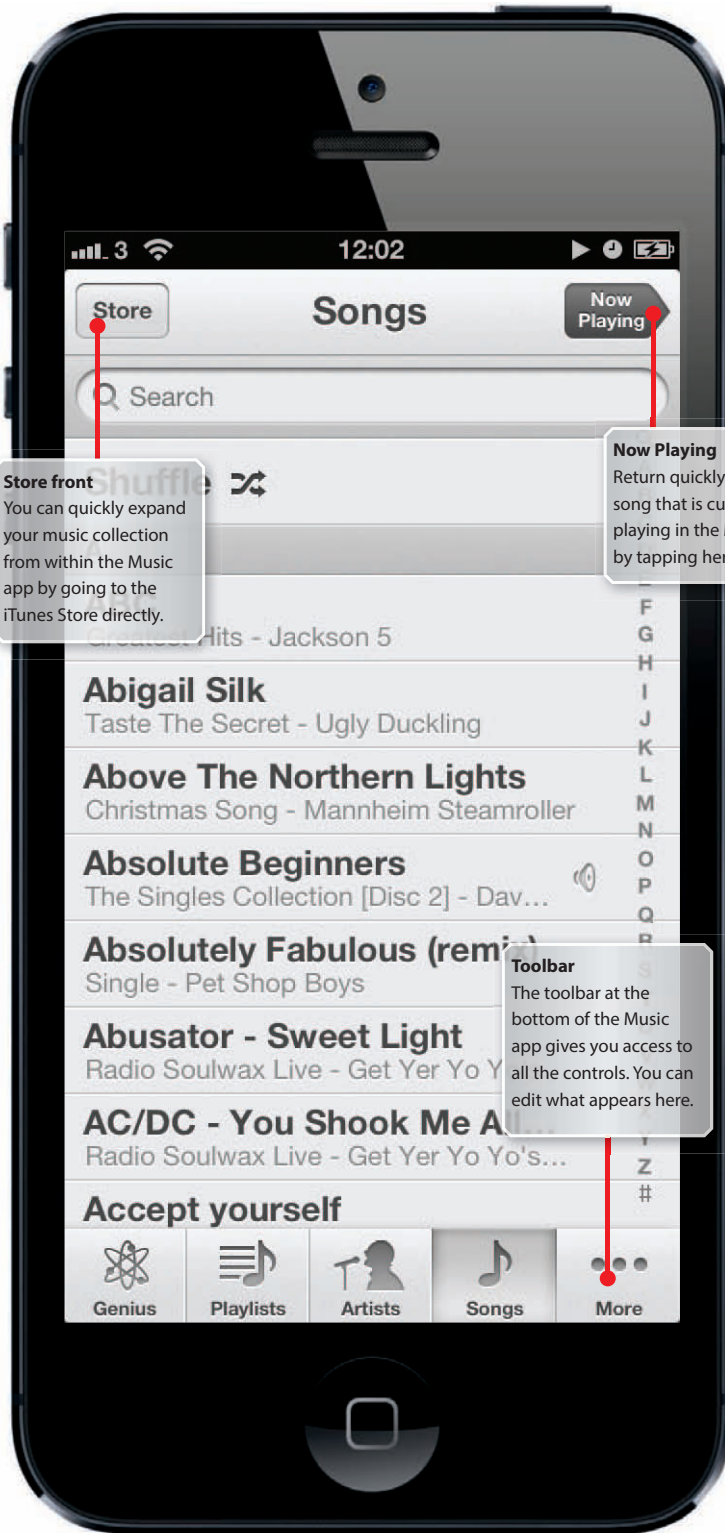 3 12:02
Store Songs Now Playing
Search
Shuffle
Store front
You can quickly expand
your music collection
from within the Music
app by going to the
iTunes Store directly.
Now Playing
Return quickly
song that is
playing in the
by tapping
A
ABC
Greatest Hits - Jackson 5
Abigail Silk
Taste The Secret - Ugly Duckling
Above The Northern Lights
Christmas Song - Mannheim Steamroller
Absolute Beginners
The Singles Collection [Disc 2] - Dav...
Absolutely Fabulous (remix)
Single - Pet Shop Boys
Abusator - Sweet Light
Radio Soulwax Live - Get Yer Yo Y
AC/DC - You Shook Me A...
Radio Soulwax Live - Get Yer Yo Yo's...
Accept yourself
E
F
G
H
I
J
K
L
M
N
O
P
Q
R
S
Y
Z
#
Toolbar
The toolbar at the
bottom of the Music
app gives you access to
all the controls. You can
edit what appears here.
Genius Playlists Artists Songs More